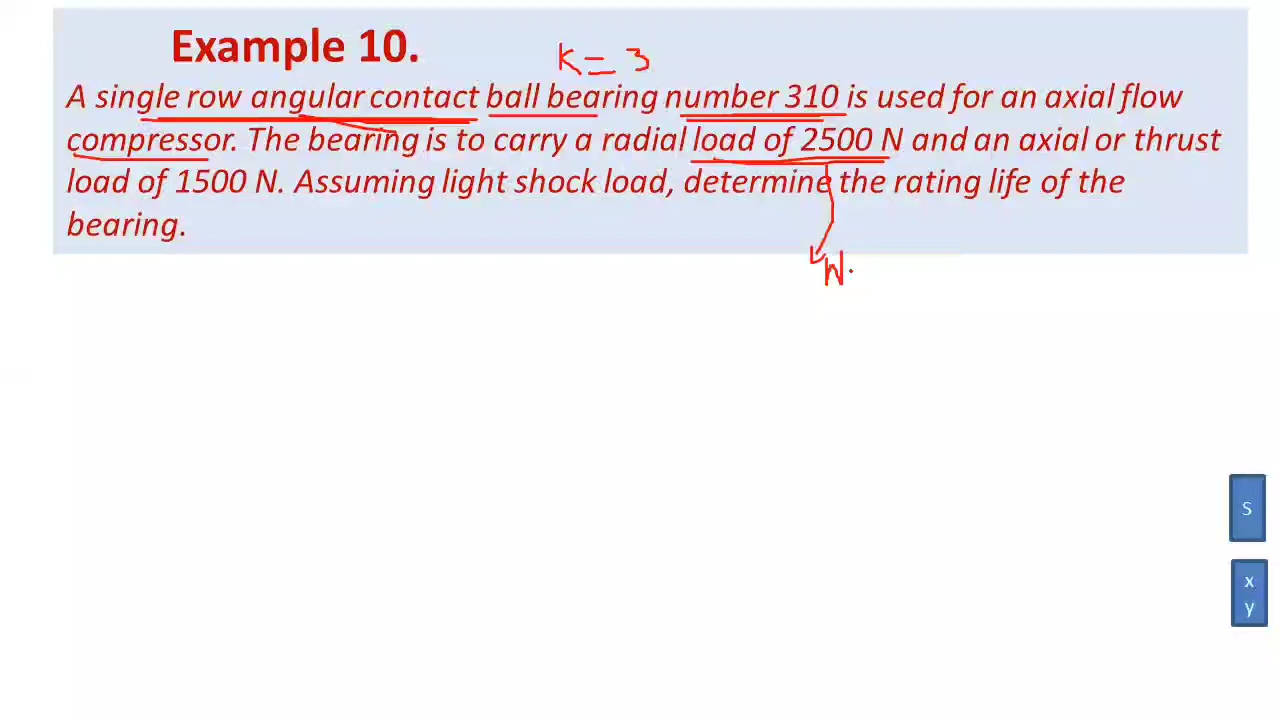 Example 10.
K = 3
A single row angular contact ball bearing number 310 is used for an axial flow
compressor. The bearing is to carry a radial load of 2500 N and an axial or thrust
load of 1500 N. Assuming light shock load, determine the rating life of the
bearing.
W.
S
x
y